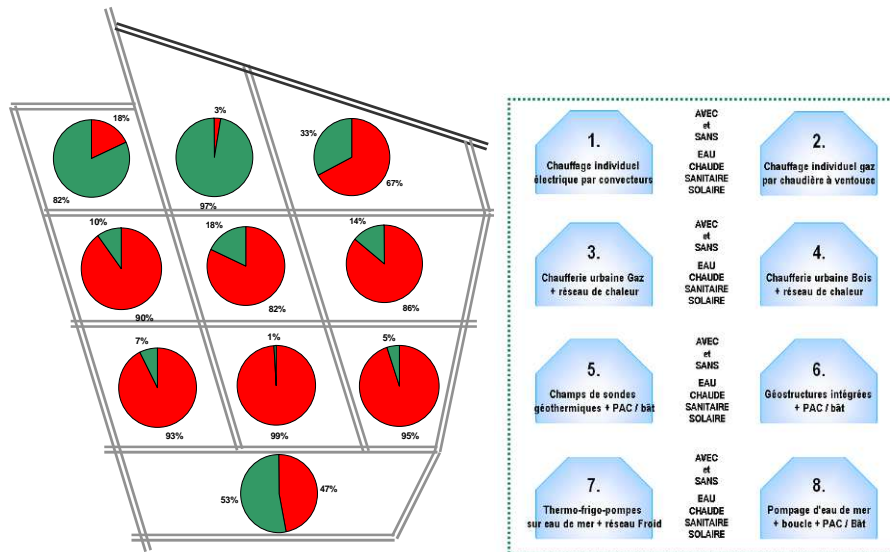 18%
82%
3%
97%
33%
67%
10%
90%
18%
82%
14%
86%
7%
93%
1%
99%
5%
95%
53%
47%
1.
Chauffage individuel
électrique par convecteurs
AVEC
et
SANS
EAU
CHAUDE
SANITAIRE
SOLAIRE
2.
Chauffage individuel gaz
par chaudière à ventouse
3.
Chaufferie urbaine Gaz
+ réseau de chaleur
AVEC
et
SANS
EAU
CHAUDE
SANITAIRE
SOLAIRE
4.
Chaufferie urbaine Bois
+ réseau de chaleur
5.
Champs de sondes
géothermiques + PAC / bât
AVEC
et
SANS
EAU
CHAUDE
SANITAIRE
SOLAIRE
6.
Géostructures intégrées
+ PAC / bât
7.
Thermo-frigo-pompes
sur eau de mer + réseau Froid
AVEC
et
SANS
EAU
CHAUDE
SANITAIRE
SOLAIRE
8.
Pompage d'eau de mer
+ boucle + PAC / Bât